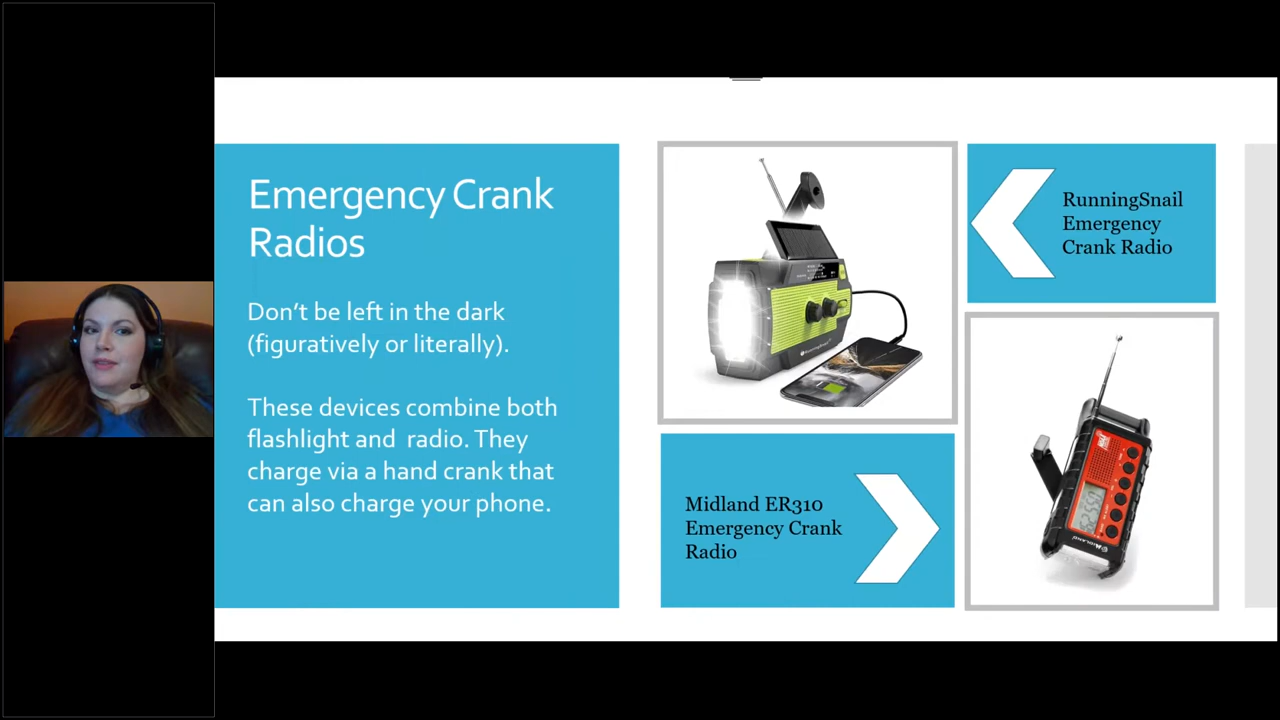 Emergency Crank
Radios
Don't be left in the dark
(figuratively or literally).
These devices combine both
flashlight and radio. They
charge via a hand crank that
can also charge your phone.
RunningSnail
Emergency
Crank Radio
Midland ER310
Emergency Crank
Radio
RunningSnail
MIDLAND